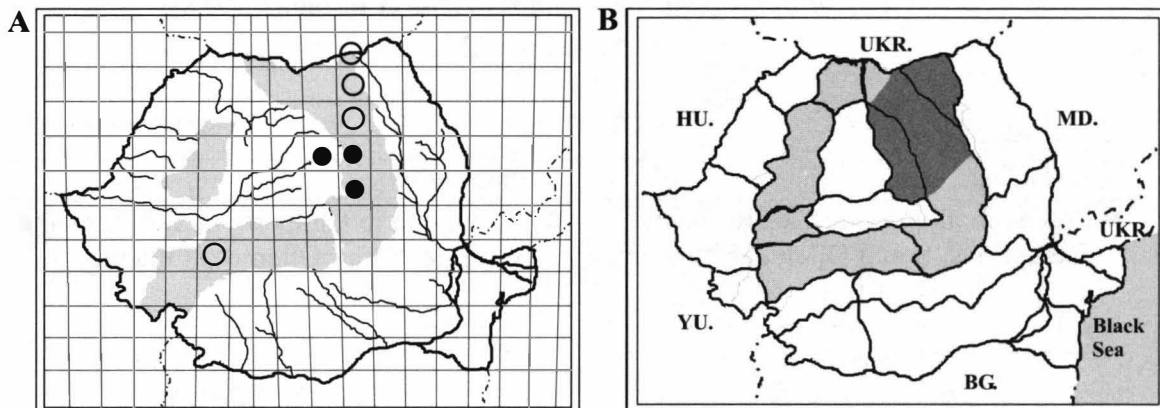 A
B
UKR.
HU.
MD.
UKR.
YU.
Black
Sea
BG.